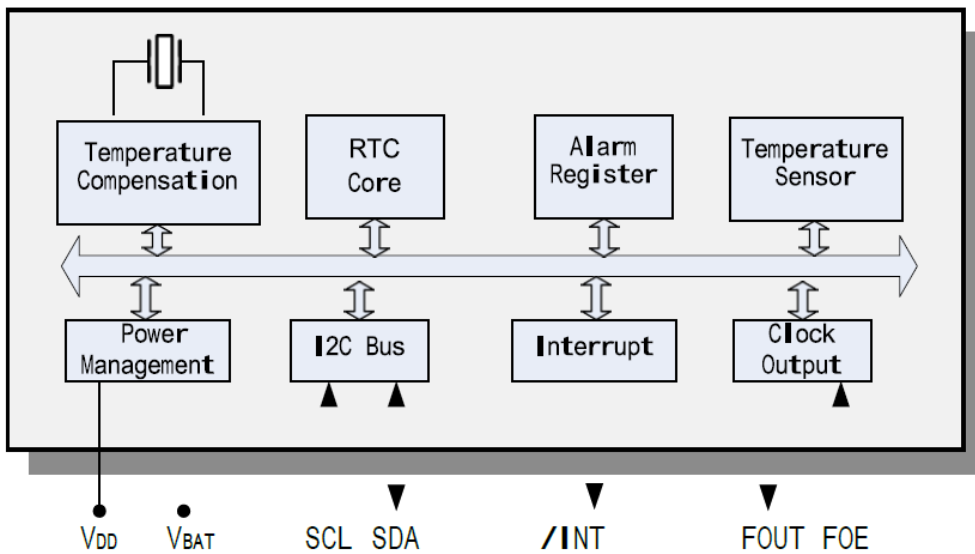 Temperature
Compensation
RTC
Core
Alarm
Register
Temperature
Sensor
Power
Management
I2C Bus
Interrupt
Clock
Output
VDD VBAT SCL SDA /INT FOUT FOE